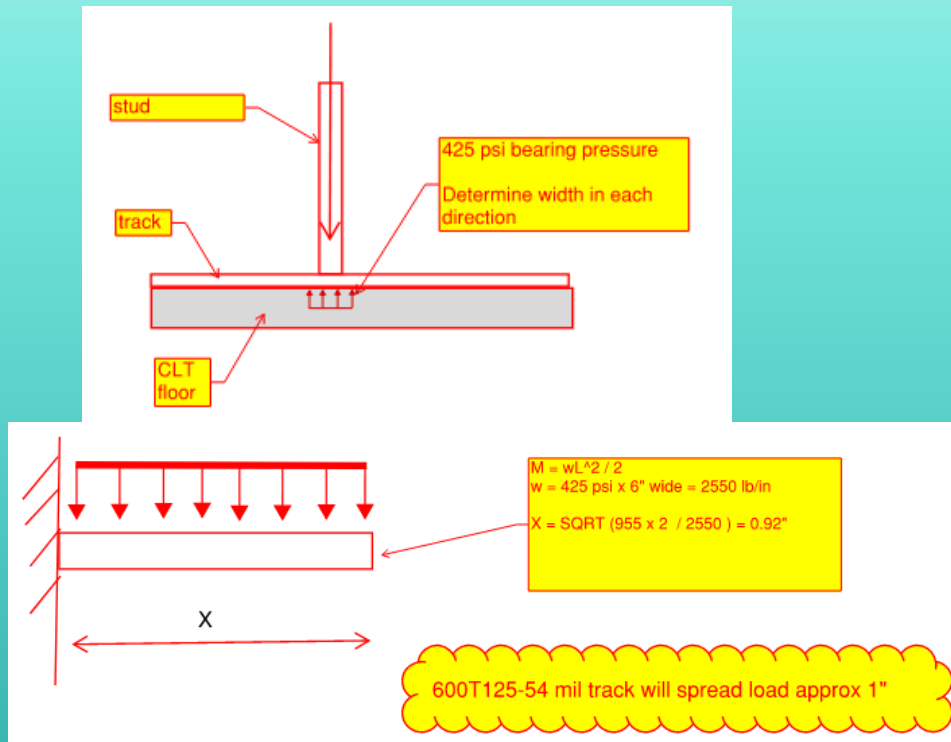 stud
425 psi bearing pressure
Determine width in each
direction
track
CLT
floor
M = wL^2 / 2
w = 425 psi x 6" wide = 2550 lb/in
X = SQRT (955 x 2  / 2550 ) = 0.92"
X
600T125-54 mil track will spread load approx 1"